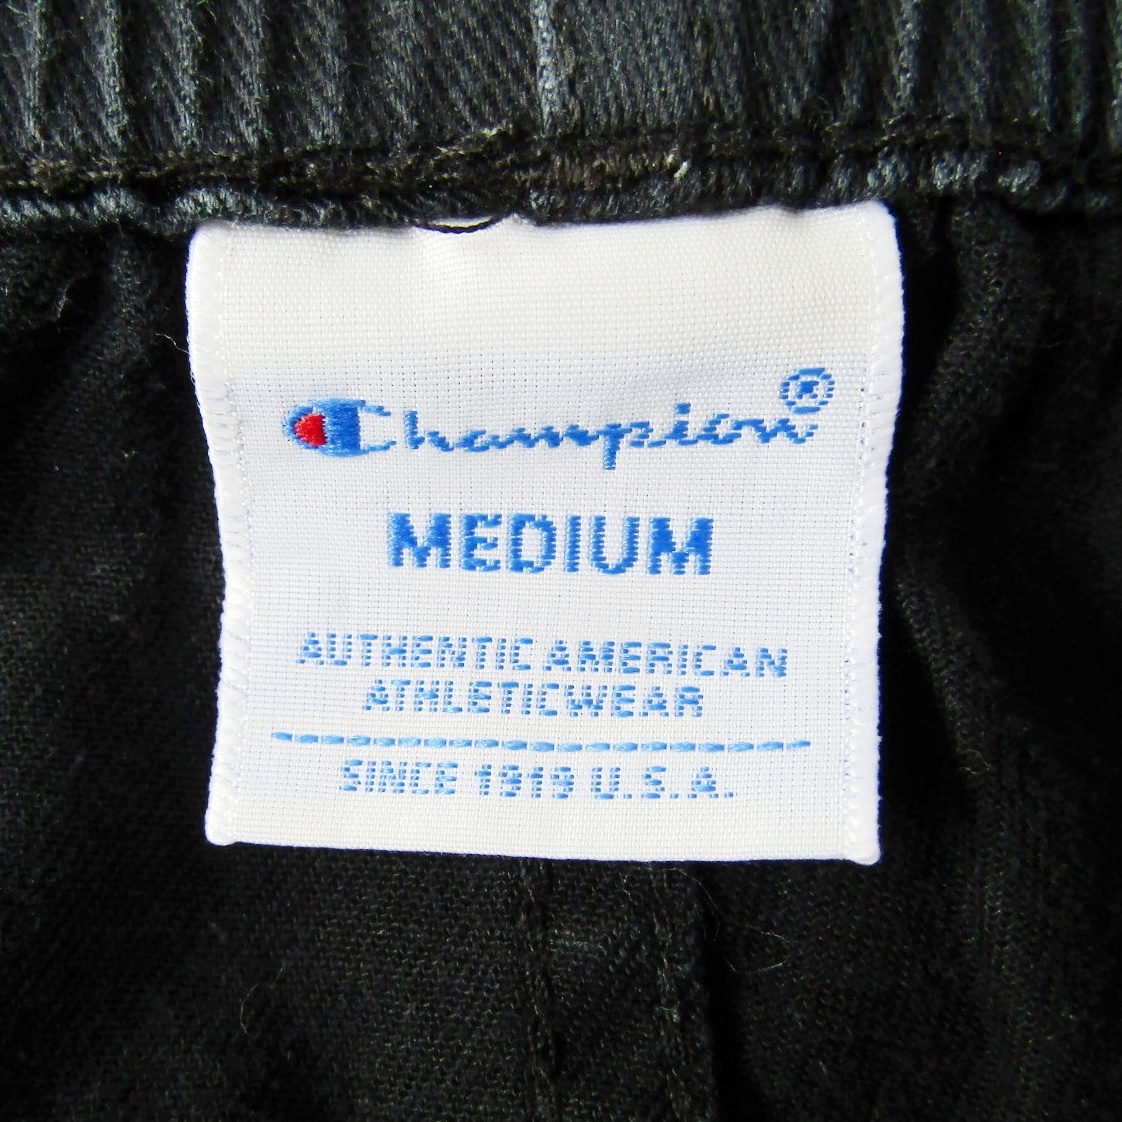 Champion®
MEDIUM
AUTHENTIC AMERICAN
ATHLETICWEAR
SINCE 1919 U.S.A.